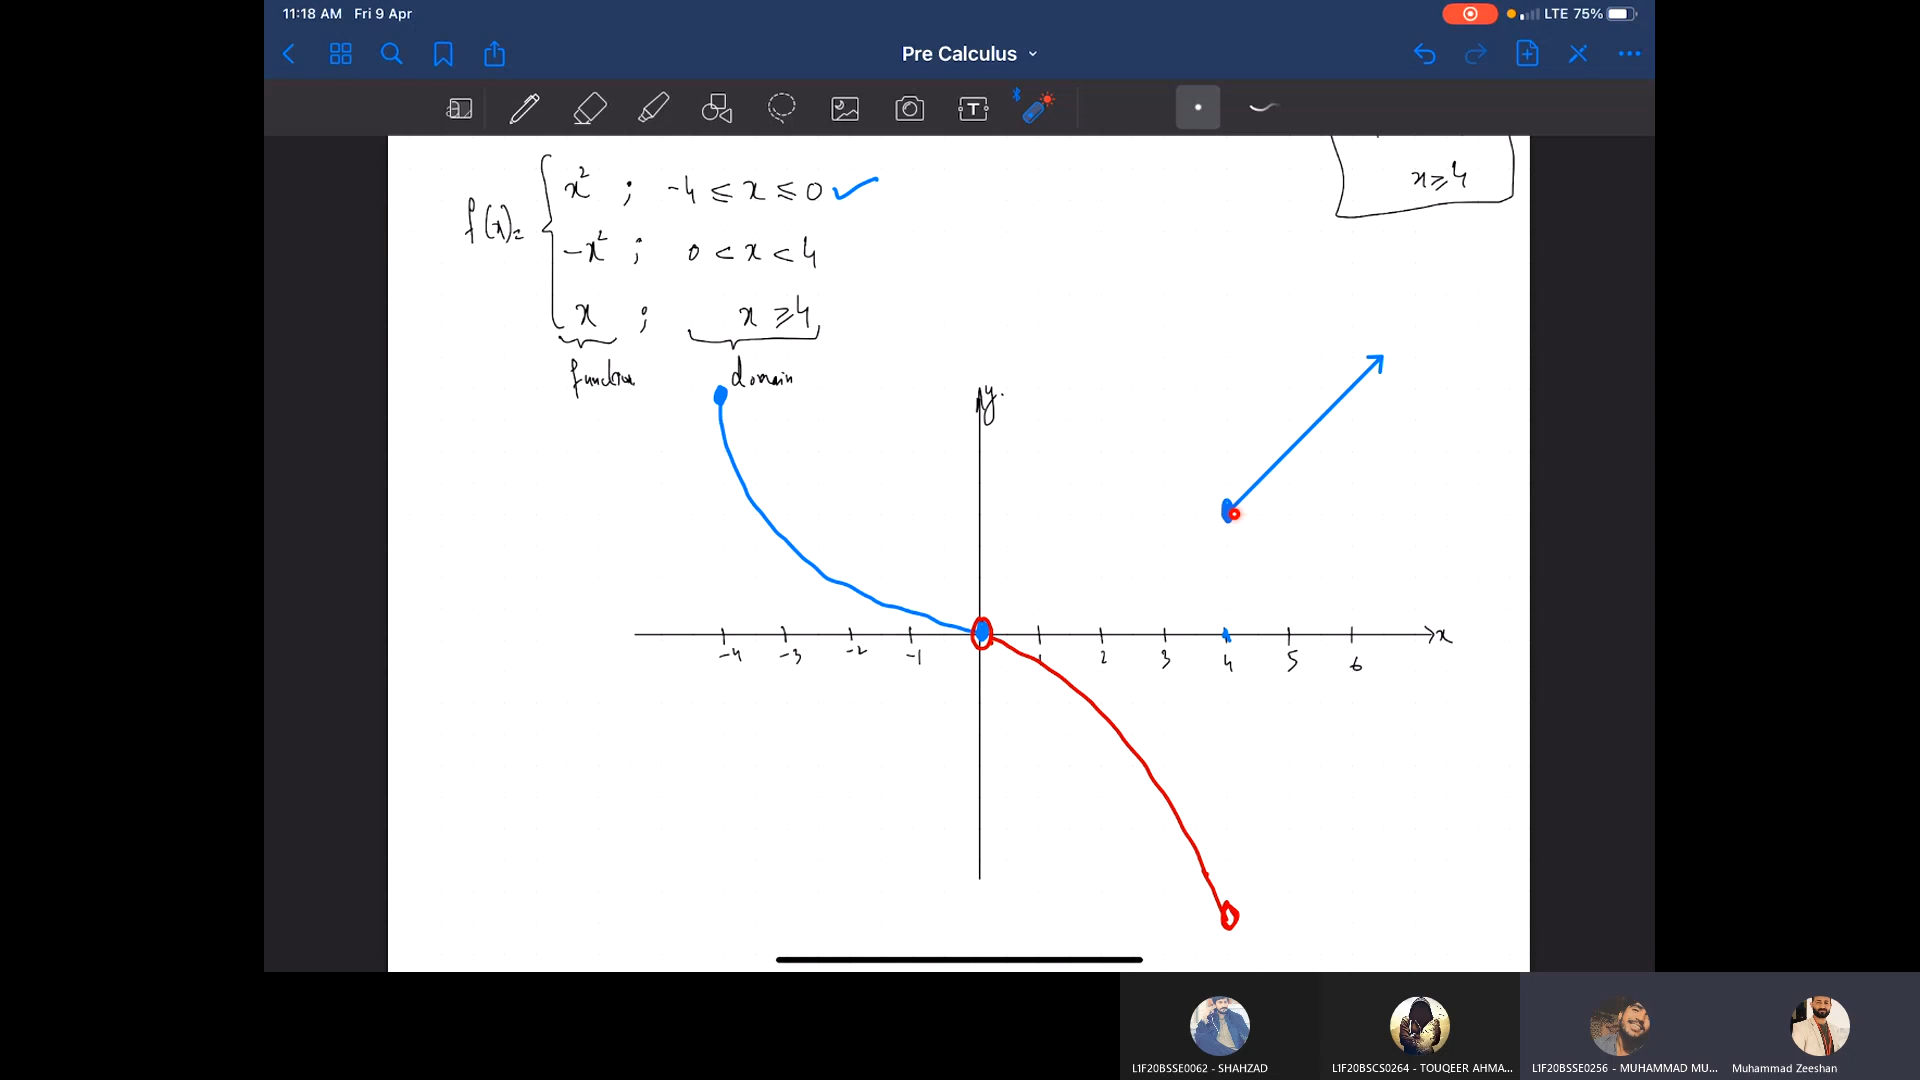 11:18 AM Fri 9 Apr
LTE 75%
Pre Calculus
T
x≥4
f(x)= { x² ; -4 ≤ x ≤ 0 ✓
-x² ; 0 < x < 4
x ; x ≥ 4
function domain
y
-4 -3 -2 -1 1 2 3 4 5 6 x
L1F20BSSE0062 - SHAHZAD
L1F20BSCS0264 - TOUQEER AHMA...
L1F20BSSE0256 - MUHAMMAD MU...
Muhammad Zeeshan